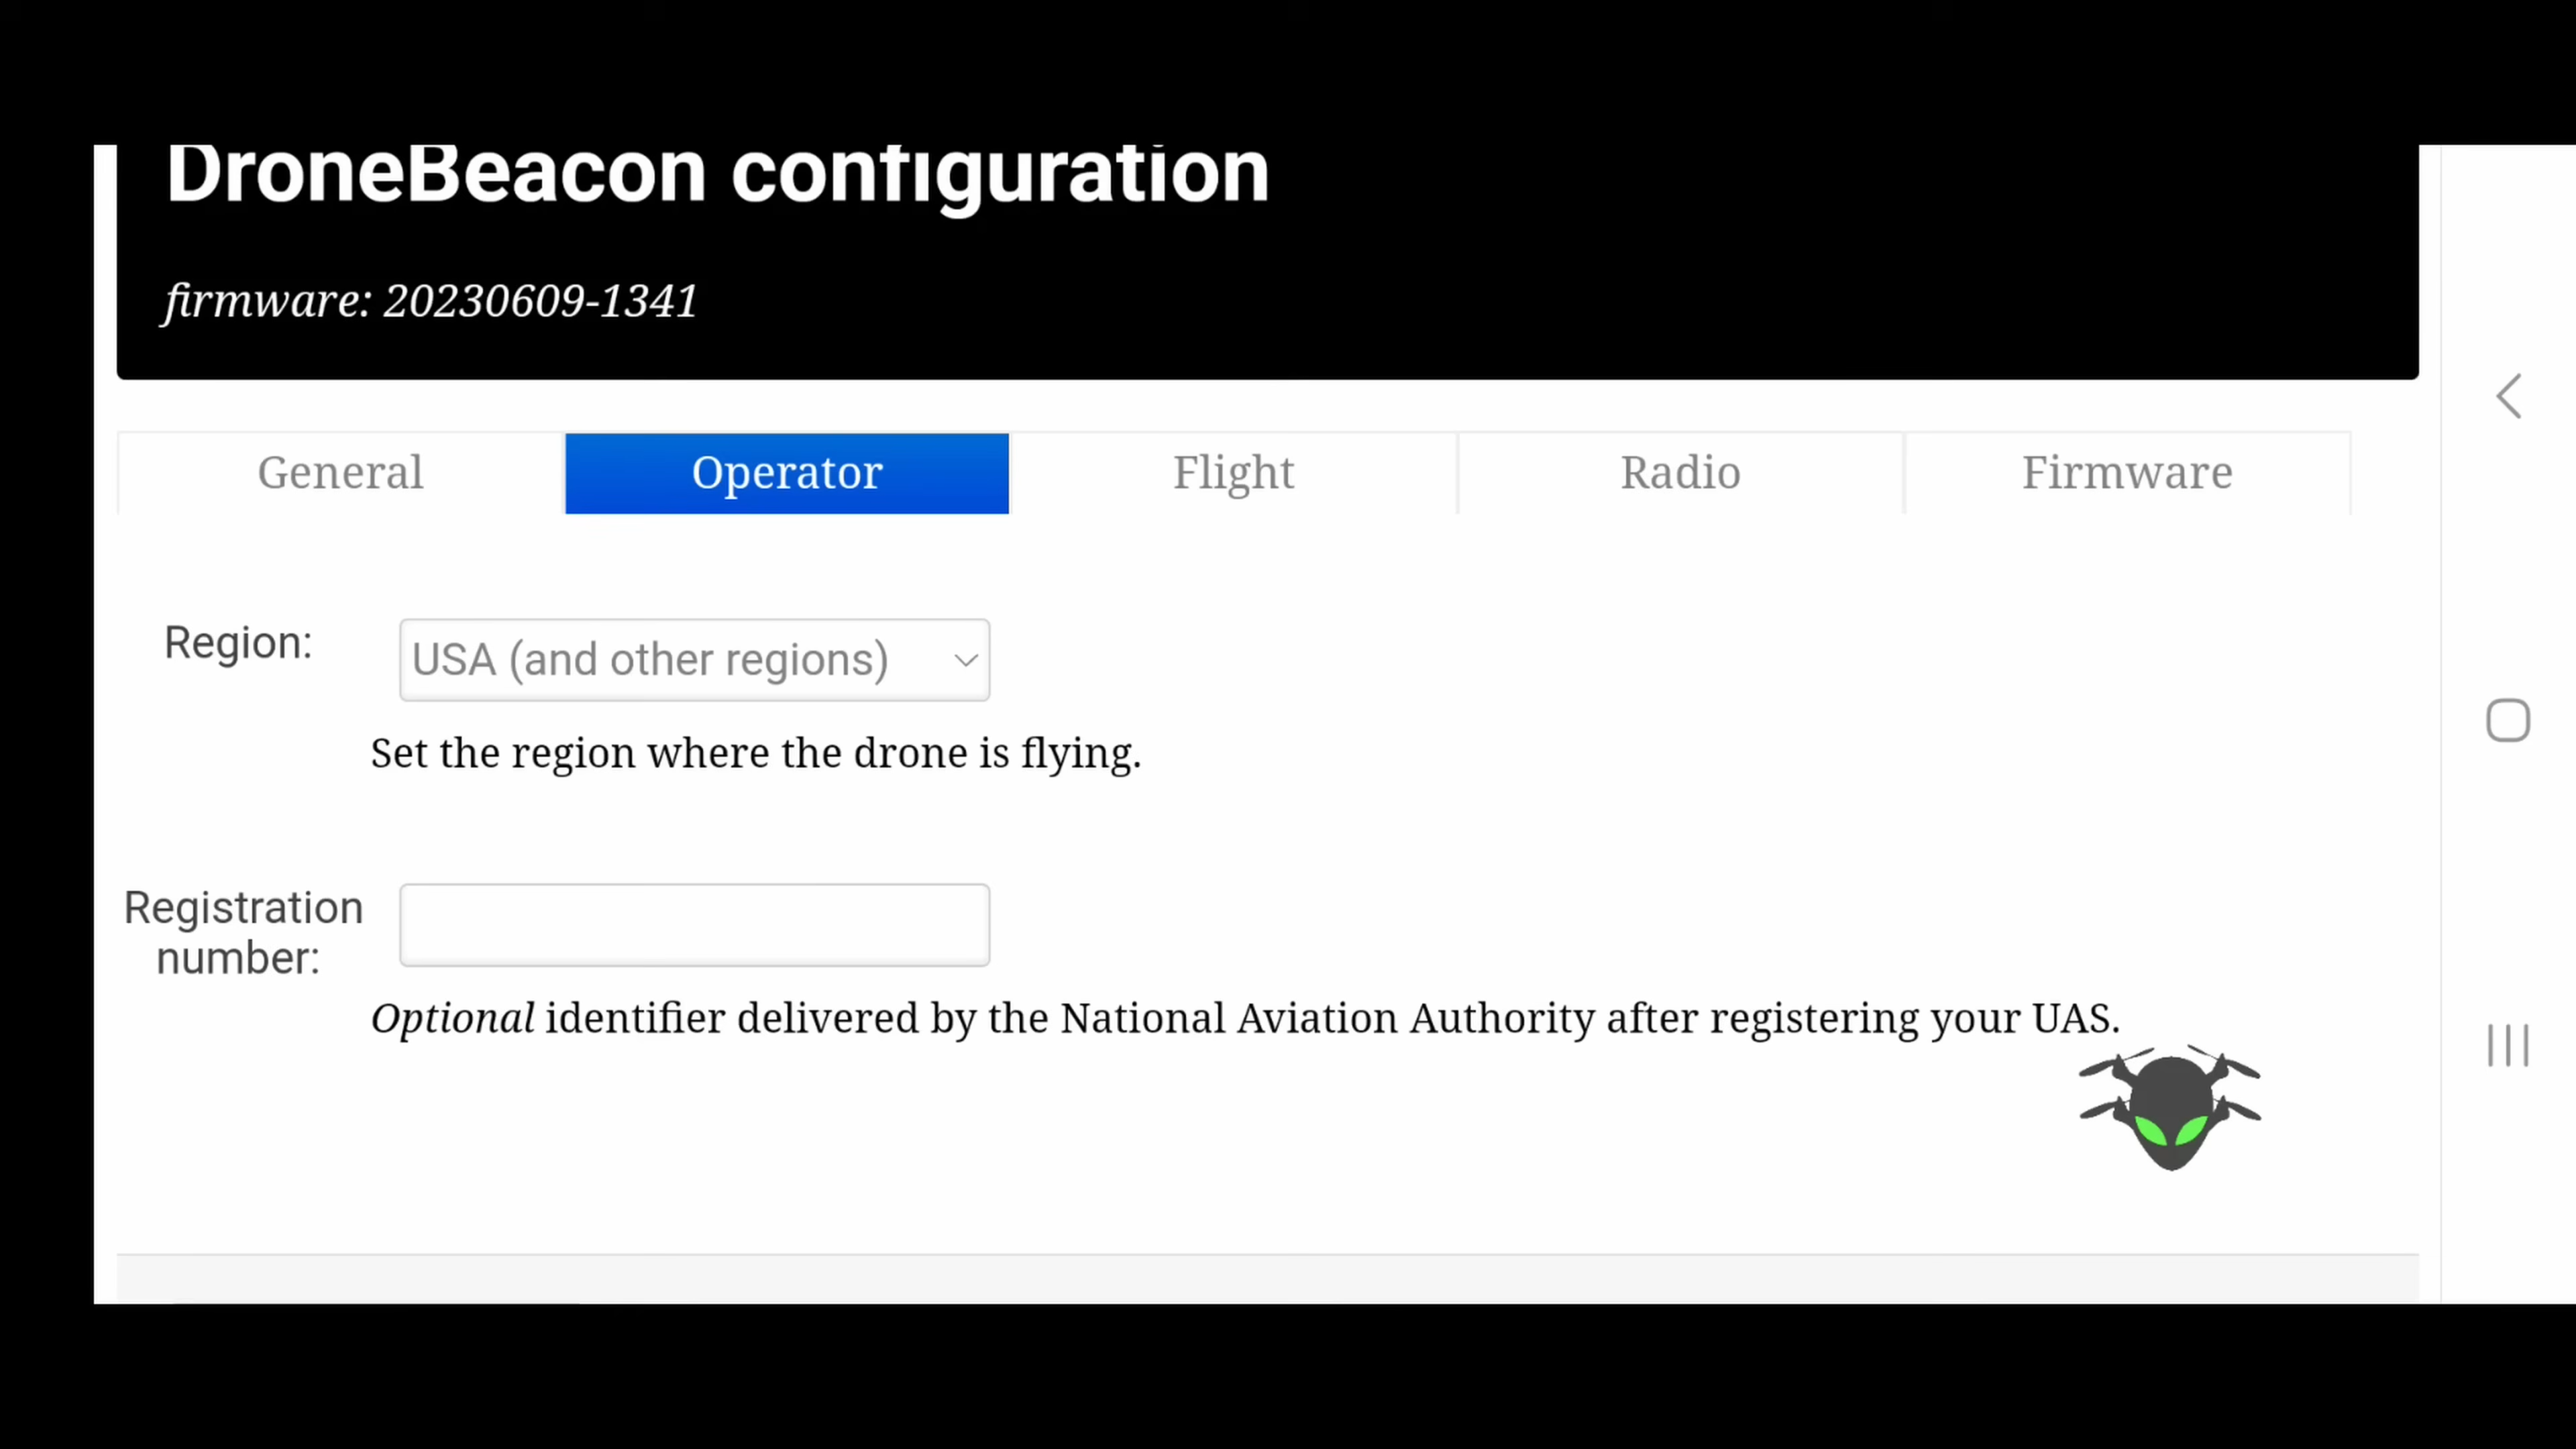 DroneBeacon configuration
firmware: 20230609-1341
General Operator Flight Radio Firmware
Region: USA (and other regions)
Set the region where the drone is flying.
Registration
number:
Optional identifier delivered by the National Aviation Authority after registering your UAS.